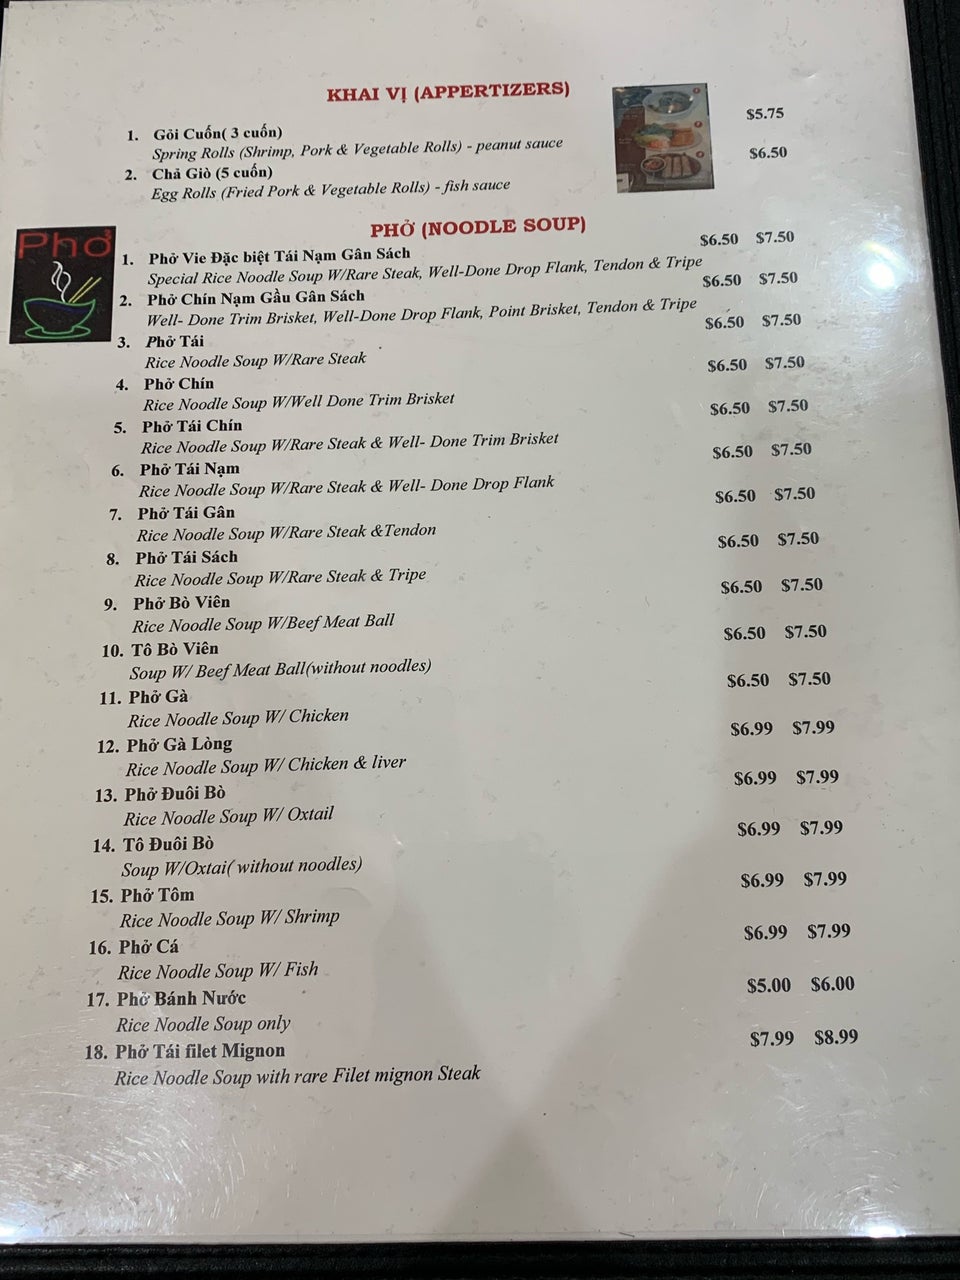 KHAI VỊ (APPERTIZERS)
1. Gỏi Cuốn( 3 cuốn) $5.75
Spring Rolls (Shrimp, Pork & Vegetable Rolls) - peanut sauce
2. Chả Giò (5 cuốn) $6.50
Egg Rolls (Fried Pork & Vegetable Rolls) - fish sauce
Phở
PHỞ (NOODLE SOUP)
1. Phở Vie Đặc biệt Tái Nạm Gân Sách $6.50 $7.50
Special Rice Noodle Soup W/Rare Steak, Well-Done Drop Flank, Tendon & Tripe
2. Phở Chín Nạm Gầu Gân Sách $6.50 $7.50
Well- Done Trim Brisket, Well-Done Drop Flank, Point Brisket, Tendon & Tripe
3. Phở Tái $6.50 $7.50
Rice Noodle Soup W/Rare Steak
4. Phở Chín $6.50 $7.50
Rice Noodle Soup W/Well Done Trim Brisket
5. Phở Tái Chín $6.50 $7.50
Rice Noodle Soup W/Rare Steak & Well- Done Trim Brisket
6. Phở Tái Nạm $6.50 $7.50
Rice Noodle Soup W/Rare Steak & Well- Done Drop Flank
7. Phở Tái Gân $6.50 $7.50
Rice Noodle Soup W/Rare Steak &Tendon
8. Phở Tái Sách $6.50 $7.50
Rice Noodle Soup W/Rare Steak & Tripe
9. Phở Bò Viên $6.50 $7.50
Rice Noodle Soup W/Beef Meat Ball
10. Tô Bò Viên $6.50 $7.50
Soup W/ Beef Meat Ball(without noodles)
11. Phở Gà $6.50 $7.50
Rice Noodle Soup W/ Chicken
12. Phở Gà Lòng $6.99 $7.99
Rice Noodle Soup W/ Chicken & liver
13. Phở Đuôi Bò $6.99 $7.99
Rice Noodle Soup W/ Oxtail
14. Tô Đuôi Bò $6.99 $7.99
Soup W/Oxtai( without noodles)
15. Phở Tôm $6.99 $7.99
Rice Noodle Soup W/ Shrimp
16. Phở Cá $6.99 $7.99
Rice Noodle Soup W/ Fish
17. Phở Bánh Nước $5.00 $6.00
Rice Noodle Soup only
18. Phở Tái filet Mignon $7.99 $8.99
Rice Noodle Soup with rare Filet mignon Steak